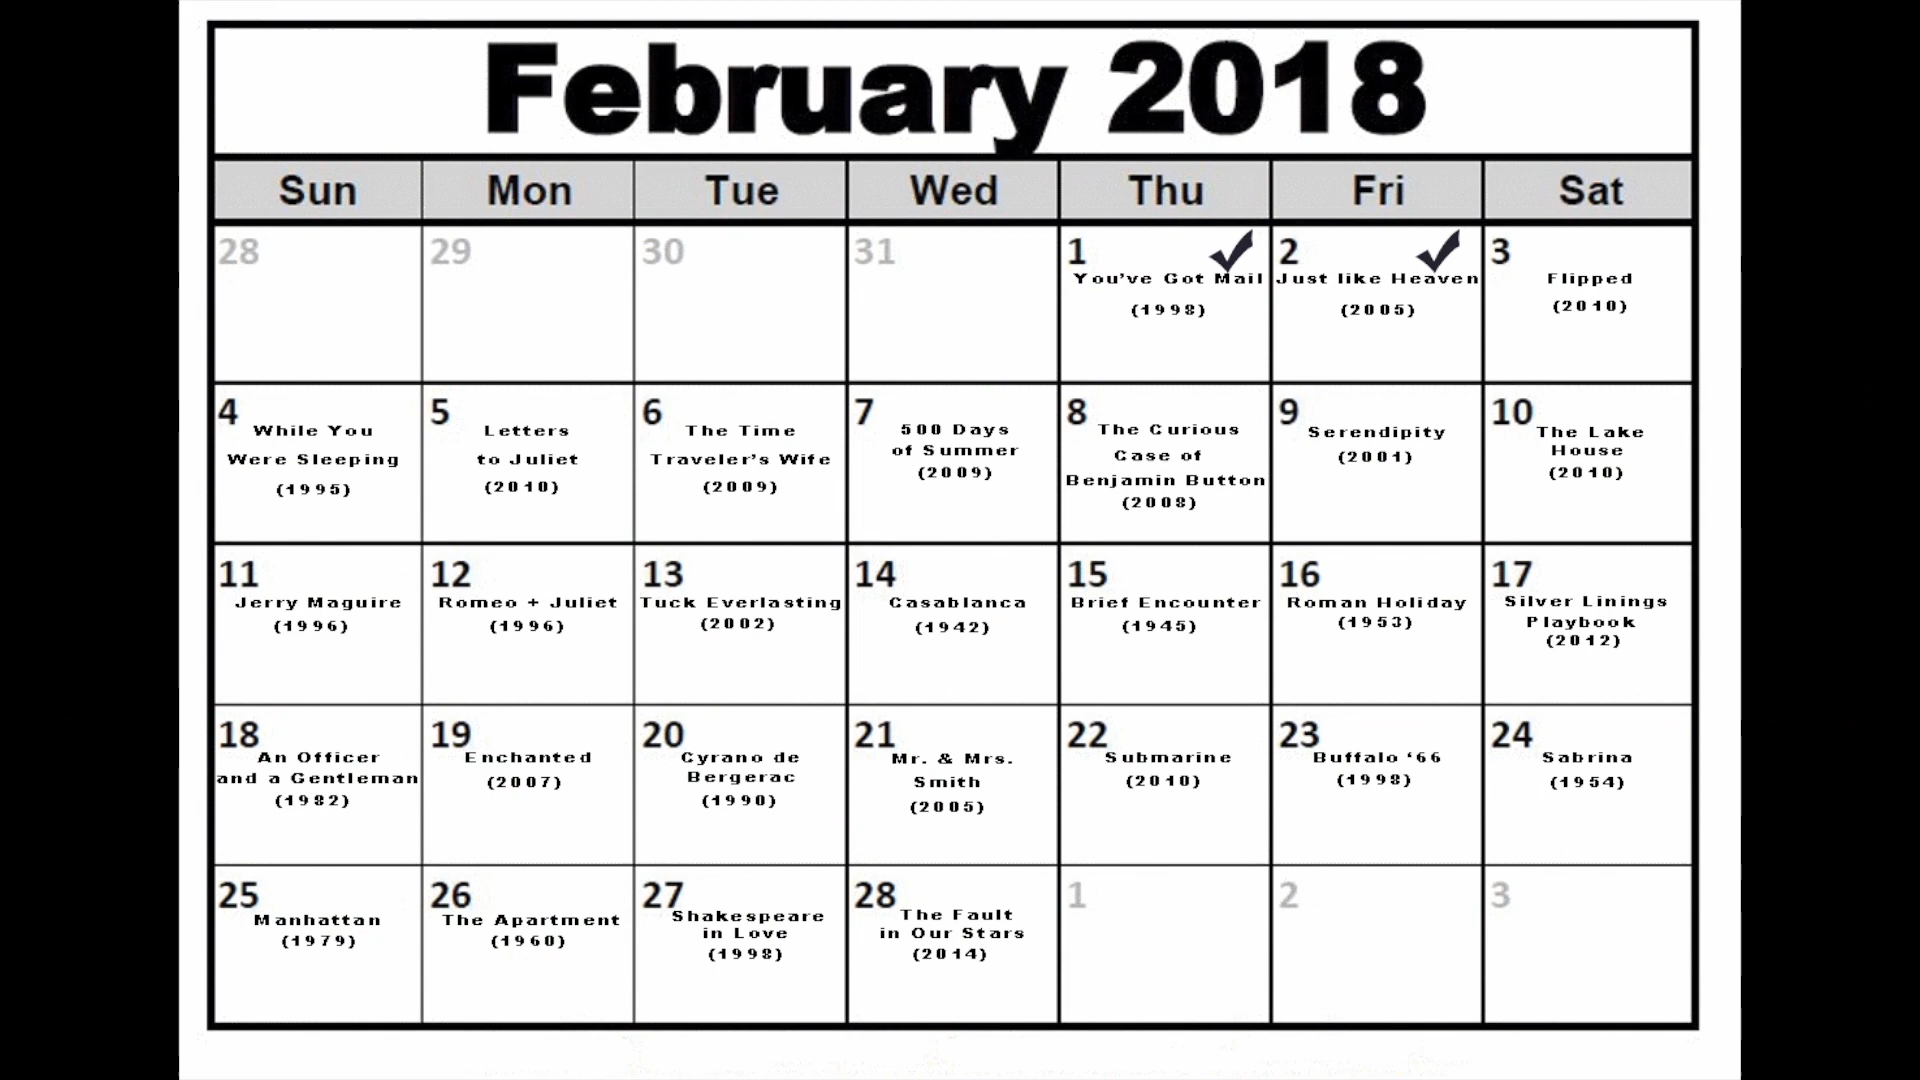 February 2018
Sun Mon Tue Wed Thu Fri Sat
28
29
30
31
1
You've Got Mail
(1998)
2
Just like Heaven
(2005)
3
Flipped
(2010)
4
While You
Were Sleeping
(1995)
5
Letters
to Juliet
(2010)
6
The Time
Traveler's Wife
(2009)
7
500 Days
of Summer
(2009)
8
The Curious
Case of
Benjamin Button
(2008)
9
Serendipity
(2001)
10
The Lake
House
(2010)
11
Jerry Maguire
(1996)
12
Romeo + Juliet
(1996)
13
Tuck Everlasting
(2002)
14
Casablanca
(1942)
15
Brief Encounter
(1945)
16
Roman Holiday
(1953)
17
Silver Linings
Playbook
(2012)
18
An Officer
and a Gentleman
(1982)
19
Enchanted
(2007)
20
Cyrano de
Bergerac
(1990)
21
Mr. & Mrs.
Smith
(2005)
22
Submarine
(2010)
23
Buffalo ‘66
(1998)
24
Sabrina
(1954)
25
Manhattan
(1979)
26
The Apartment
(1960)
27
Shakespeare
in Love
(1998)
28
The Fault
in Our Stars
(2014)
1
2
3